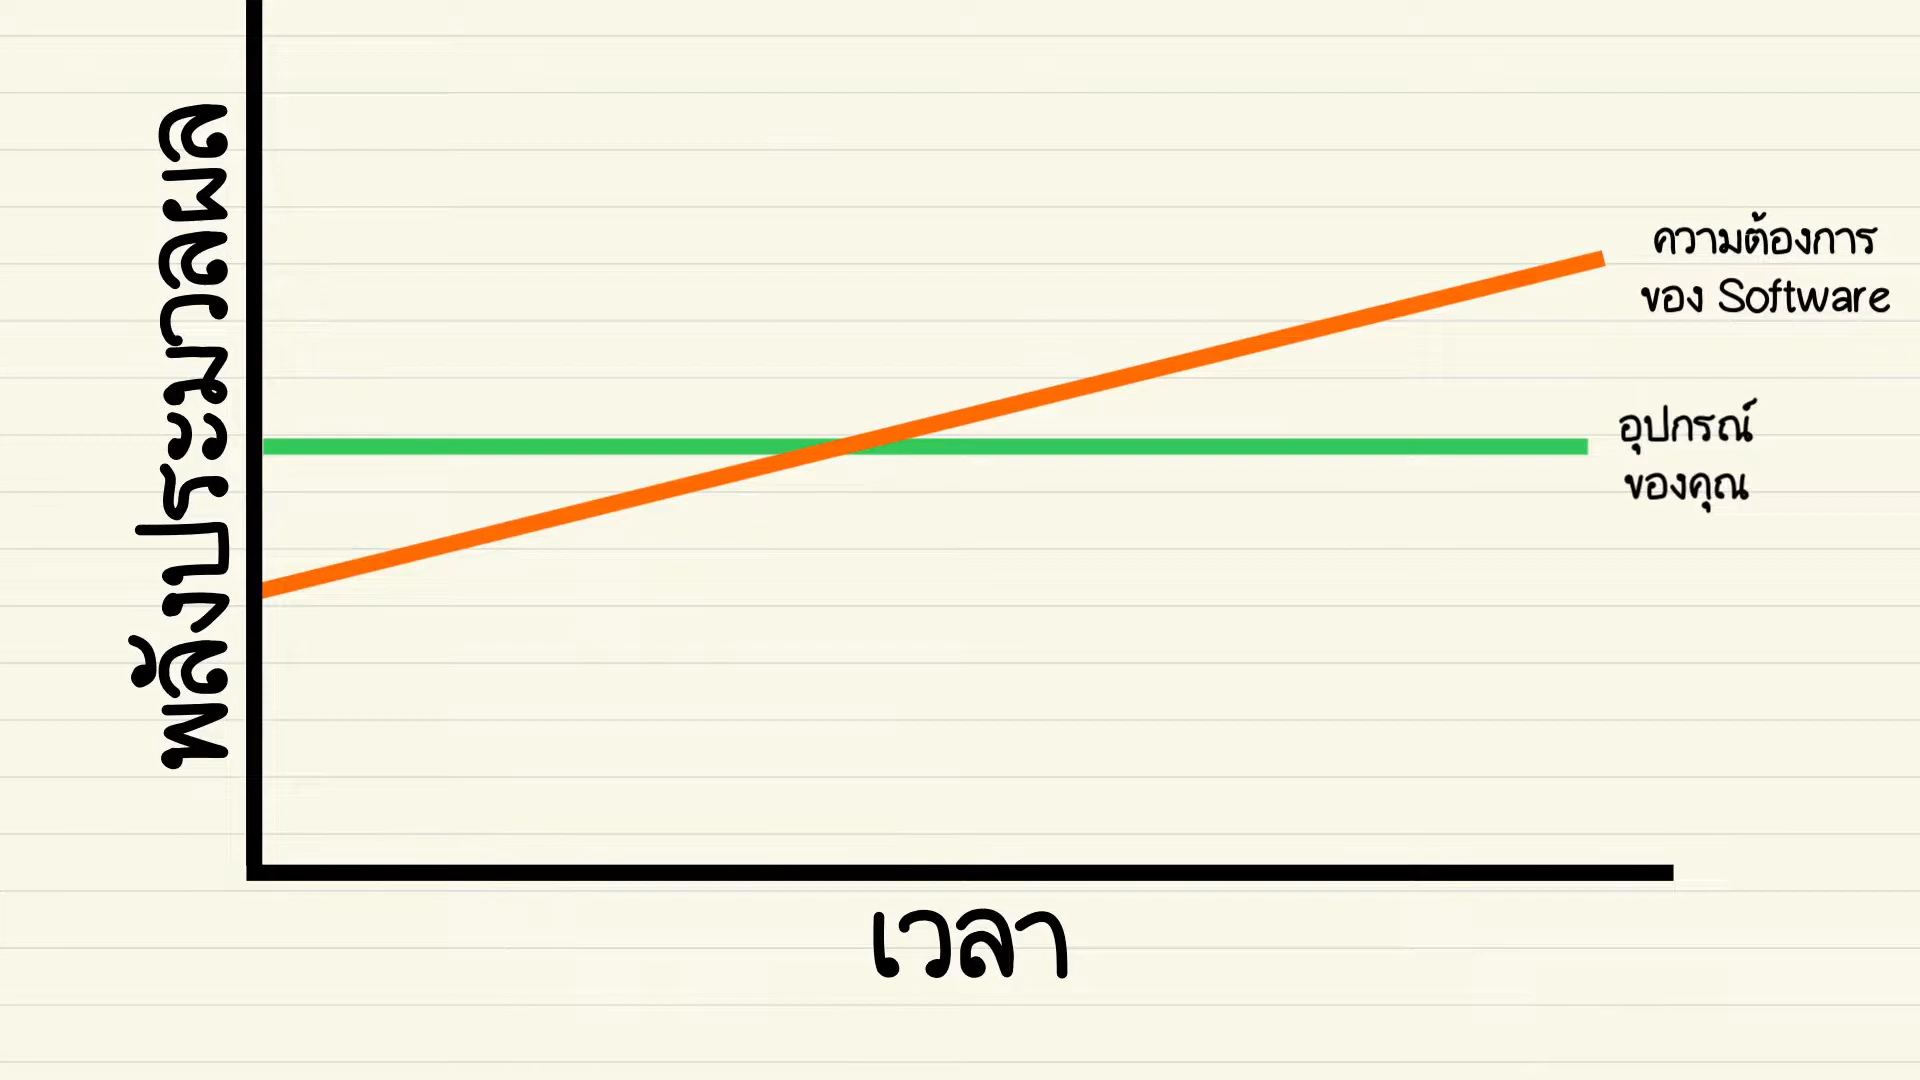 พลังประมวลผล
ความต้องการ
ของ Software
อุปกรณ์
ของคุณ
เวลา